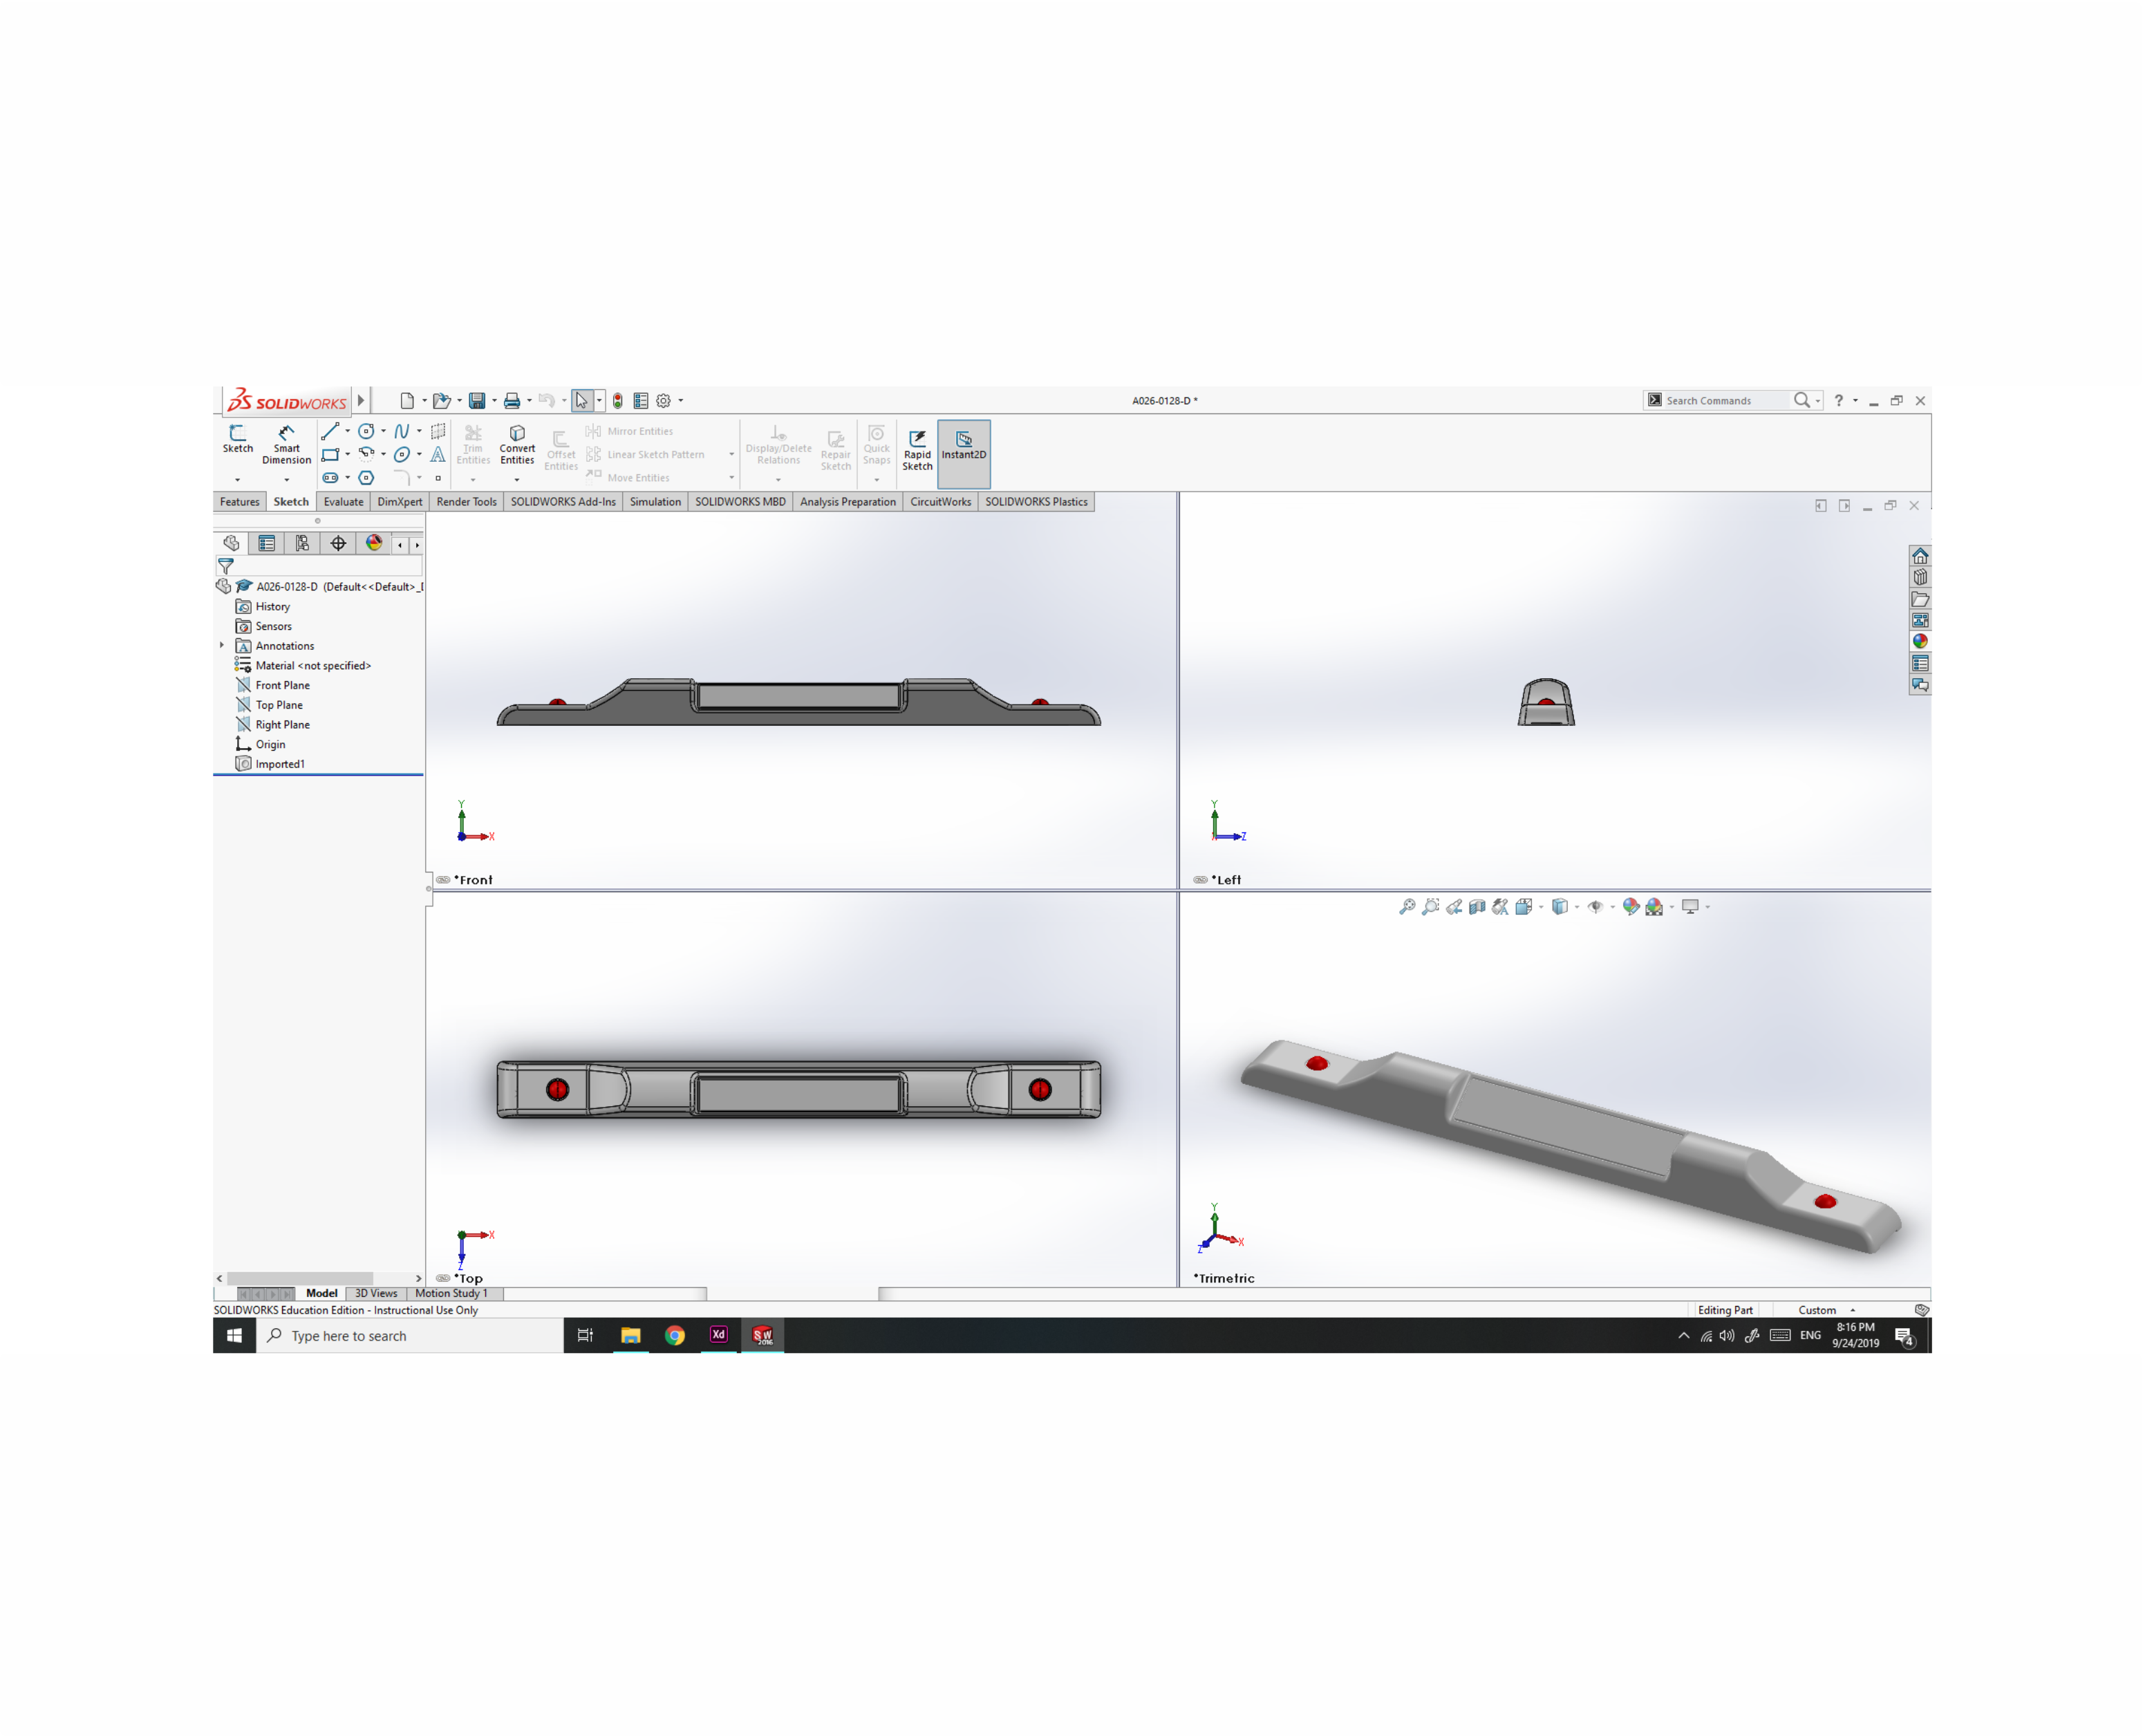 SOLIDWORKS
A026-0128-D *
Search Commands
?
Sketch
Smart Dimension
Trim Entities
Convert Entities
Offset Entities
Mirror Entities
Linear Sketch Pattern
Move Entities
Display/Delete Relations
Repair Sketch
Quick Snaps
Rapid Sketch
Instant2D
Features
Sketch
Evaluate
DimXpert
Render Tools
SOLIDWORKS Add-Ins
Simulation
SOLIDWORKS MBD
Analysis Preparation
CircuitWorks
SOLIDWORKS Plastics
A026-0128-D (Default<<Default>_
History
Sensors
Annotations
Material <not specified>
Front Plane
Top Plane
Right Plane
Origin
Imported1
Y
X
*Front
Y
Z
*Left
X
Z
*Top
Y
X
Z
*Trimetric
Model
3D Views
Motion Study 1
SOLIDWORKS Education Edition - Instructional Use Only
Editing Part
Custom
Type here to search
Xd
SW
2016
ENG
8:16 PM
9/24/2019
4